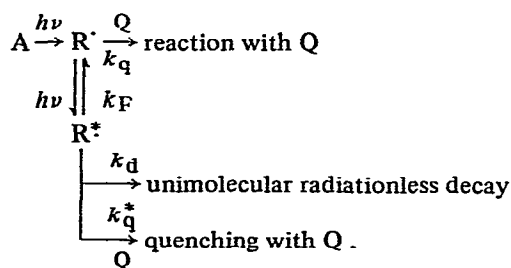 hν Q
A → R· → reaction with Q
k_q
hν k_F
R·*
k_d
→ unimolecular radiationless decay
k_q*
→ quenching with Q .
Q